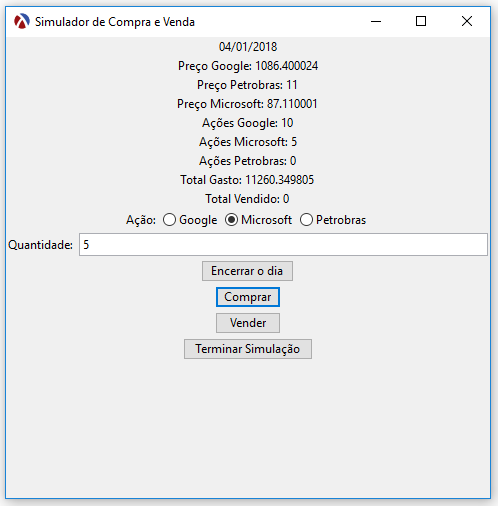 Simulador de Compra e Venda
04/01/2018
Preço Google: 1086.400024
Preço Petrobras: 11
Preço Microsoft: 87.110001
Ações Google: 10
Ações Microsoft: 5
Ações Petrobras: 0
Total Gasto: 11260.349805
Total Vendido: 0
Ação: Google Microsoft Petrobras
Quantidade: 5
Encerrar o dia
Comprar
Vender
Terminar Simulação